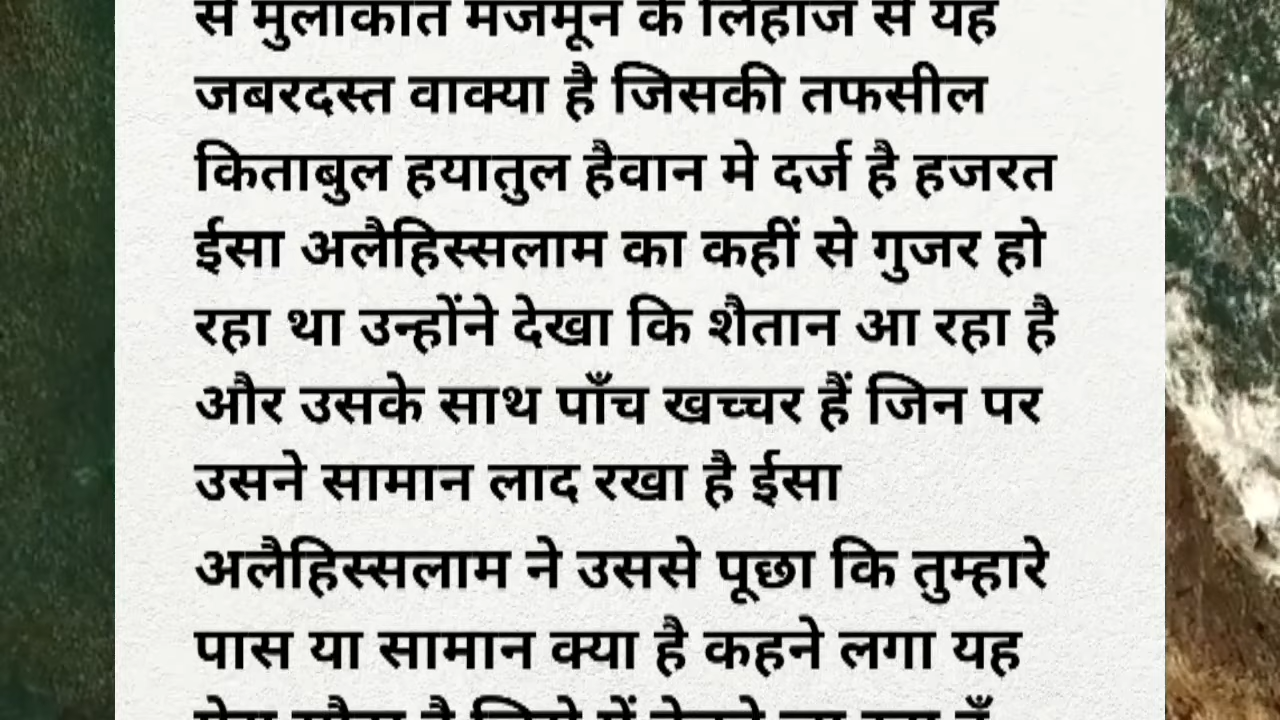 से मुलाकात मजमून के लिहाज से यह
जबरदस्त वाक्या है जिसकी तफसील
किताबुल हयातुल हैवान मे दर्ज है हजरत
ईसा अलैहिस्सलाम का कहीं से गुजर हो
रहा था उन्होंने देखा कि शैतान आ रहा है
और उसके साथ पाँच खच्चर हैं जिन पर
उसने सामान लाद रखा है ईसा
अलैहिस्सलाम ने उससे पूछा कि तुम्हारे
पास या सामान क्या है कहने लगा यह